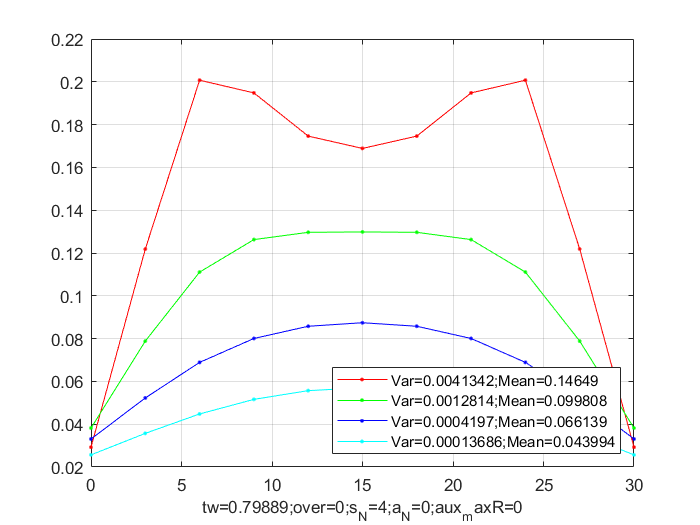 0.22
0.2
0.18
0.16
0.14
0.12
0.1
0.08
0.06
0.04
0.02
Var=0.0041342;Mean=0.14649
Var=0.0012814;Mean=0.099808
Var=0.0004197;Mean=0.066139
Var=0.00013686;Mean=0.043994
0 5 10 15 20 25 30
tw=0.79889;over=0;s_N=4;a_N=0;aux_maxR=0